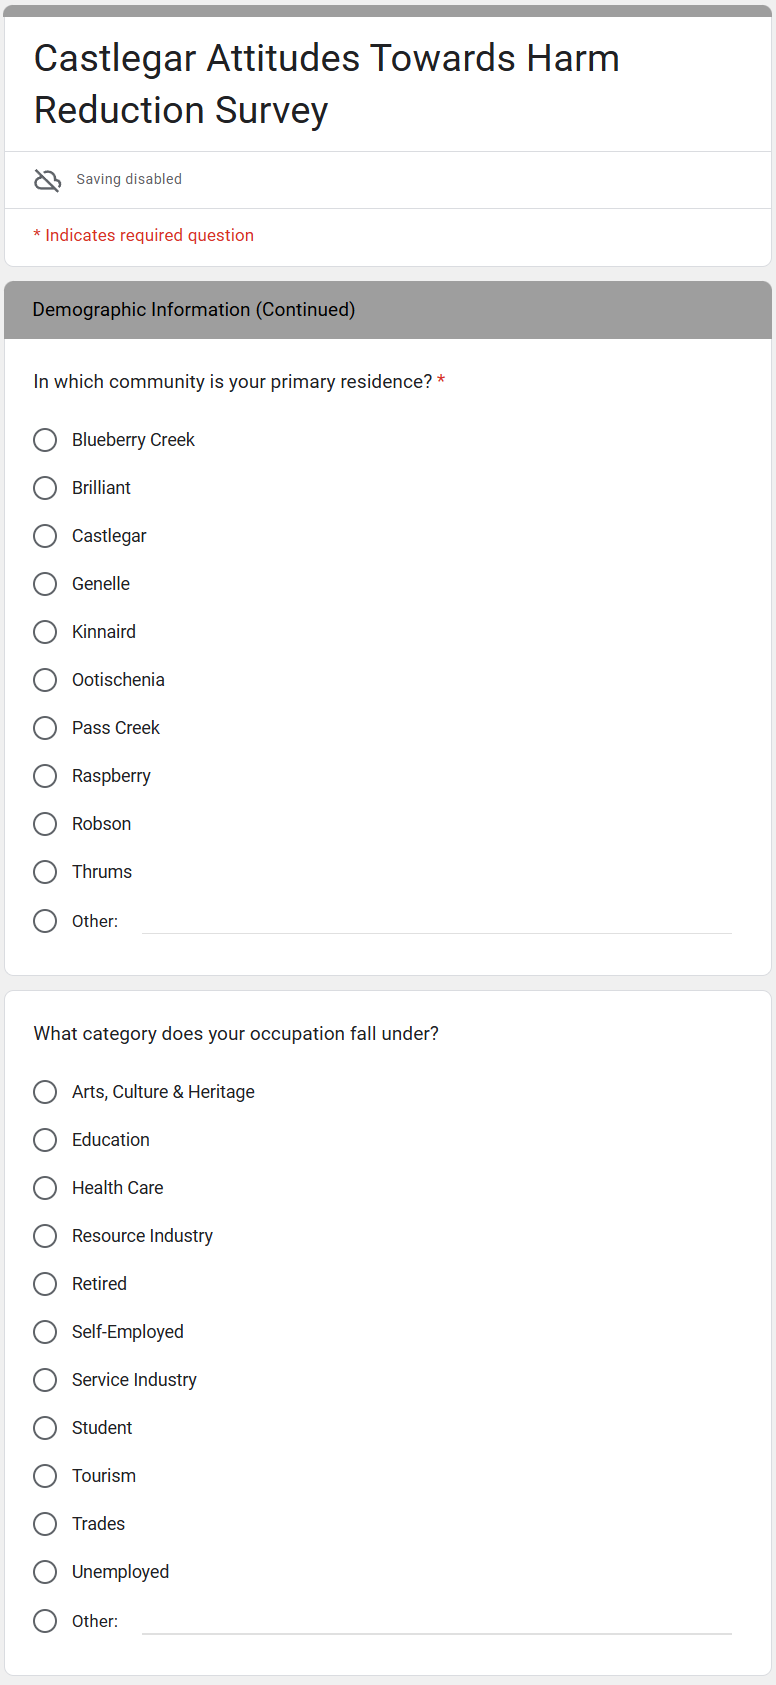 Castlegar Attitudes Towards Harm
Reduction Survey
Saving disabled
* Indicates required question
Demographic Information (Continued)
In which community is your primary residence? *
Blueberry Creek
Brilliant
Castlegar
Genelle
Kinnaird
Ootischenia
Pass Creek
Raspberry
Robson
Thrums
Other:
What category does your occupation fall under?
Arts, Culture & Heritage
Education
Health Care
Resource Industry
Retired
Self-Employed
Service Industry
Student
Tourism
Trades
Unemployed
Other: